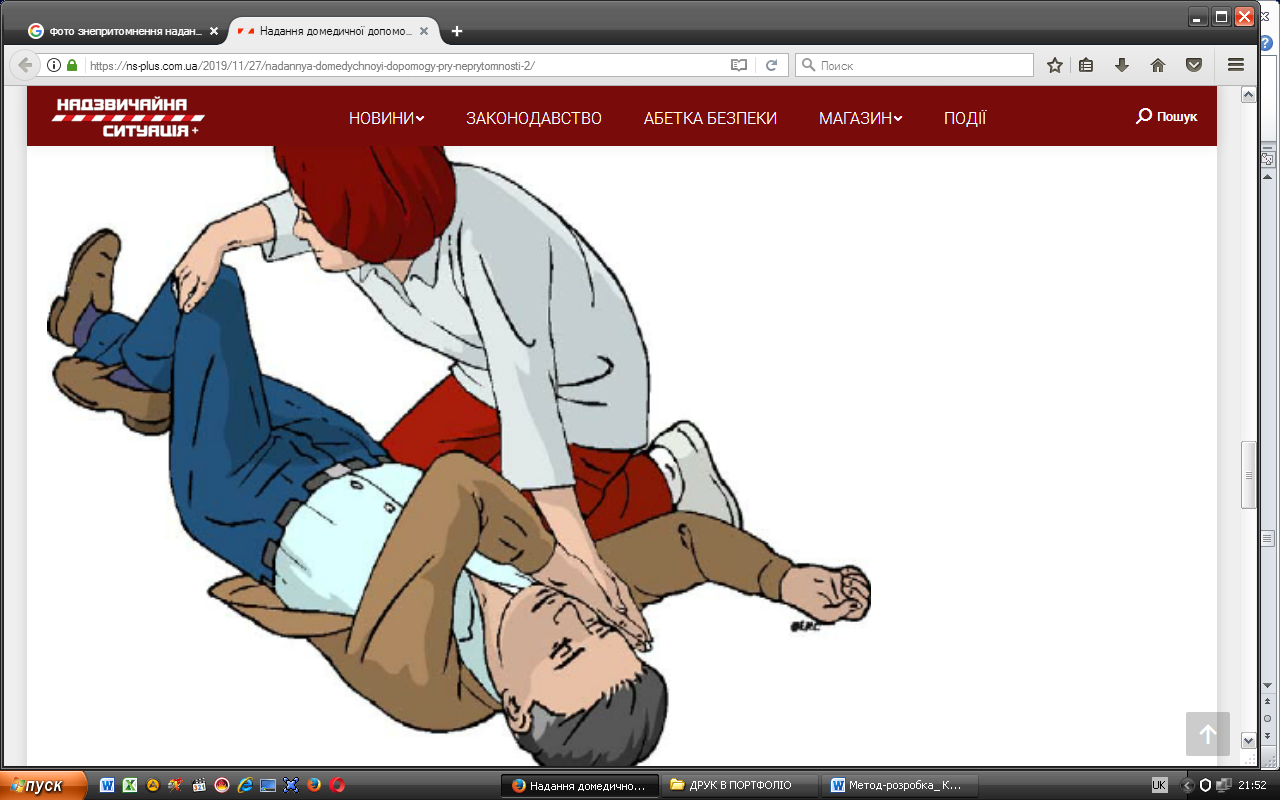 фото знепритомнення надан...
Надання домедичної допомо...
https://ns-plus.com.ua/2019/11/27/nadannya-domedychnoyi-dopomogy-pry-neprytomnosti-2/
Поіск
НАДЗВИЧАЙНА
СИТУАЦІЯ+
НОВИНИ
ЗАКОНОДАВСТВО
АБЕТКА БЕЗПЕКИ
МАГАЗИН
ПОДІЇ
Пошук
пуск
Надання домедично...
ДРУК В ПОРТФОЛІО
Метод-розробка_ К...
UK
21:52